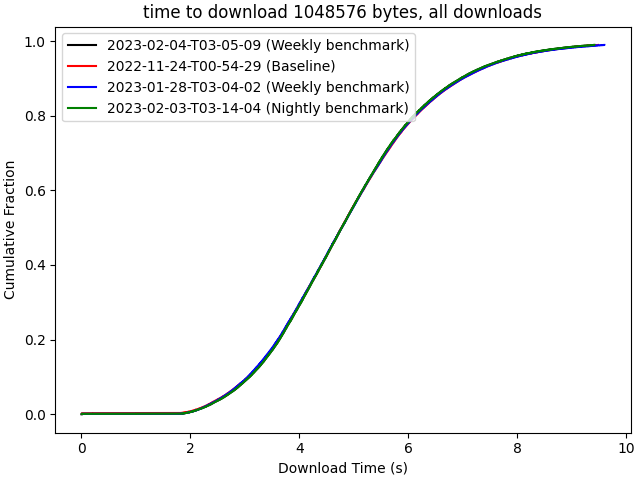 time to download 1048576 bytes, all downloads
2023-02-04-T03-05-09 (Weekly benchmark)
2022-11-24-T00-54-29 (Baseline)
2023-01-28-T03-04-02 (Weekly benchmark)
2023-02-03-T03-14-04 (Nightly benchmark)
Cumulative Fraction
1.0
0.8
0.6
0.4
0.2
0.0
0 2 4 6 8 10
Download Time (s)